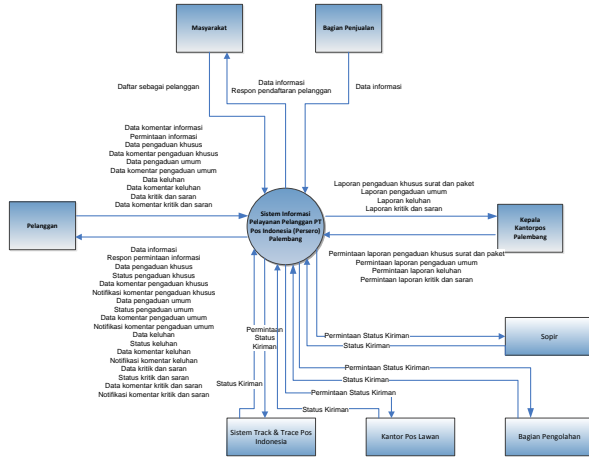 Masyarakat
Bagian Penjualan
Daftar sebagai pelanggan
Data informasi
Respon pendaftaran pelanggan
Data informasi
Data komentar informasi
Permintaan informasi
Data pengaduan khusus
Data komentar pengaduan khusus
Data pengaduan umum
Data komentar pengaduan umum
Data keluhan
Data komentar keluhan
Data kritik dan saran
Data komentar kritik dan saran
Laporan pengaduan khusus surat dan paket
Laporan pengaduan umum
Laporan keluhan
Laporan kritik dan saran
Pelanggan
Sistem Informasi
Pelayanan Pelanggan PT
Pos Indonesia (Persero)
Palembang
Kepala
Kantorpos
Palembang
Data informasi
Respon permintaan informasi
Data pengaduan khusus
Status pengaduan khusus
Data komentar pengaduan khusus
Notifikasi komentar pengaduan khusus
Data pengaduan umum
Status pengaduan umum
Data komentar pengaduan umum
Notifikasi komentar pengaduan umum
Data keluhan
Status keluhan
Data komentar keluhan
Notifikasi komentar keluhan
Data kritik dan saran
Status kritik dan saran
Data komentar kritik dan saran
Notifikasi komentar kritik dan saran
Permintaan laporan pengaduan khusus surat dan paket
Permintaan laporan pengaduan umum
Permintaan laporan keluhan
Permintaan laporan kritik dan saran
Permintaan
Status
Kiriman
Permintaan Status Kiriman
Status Kiriman
Sopir
Permintaan Status Kiriman
Status Kiriman
Status Kiriman
Permintaan Status Kiriman
Status Kiriman
Sistem Track & Trace Pos
Indonesia
Kantor Pos Lawan
Bagian Pengolahan